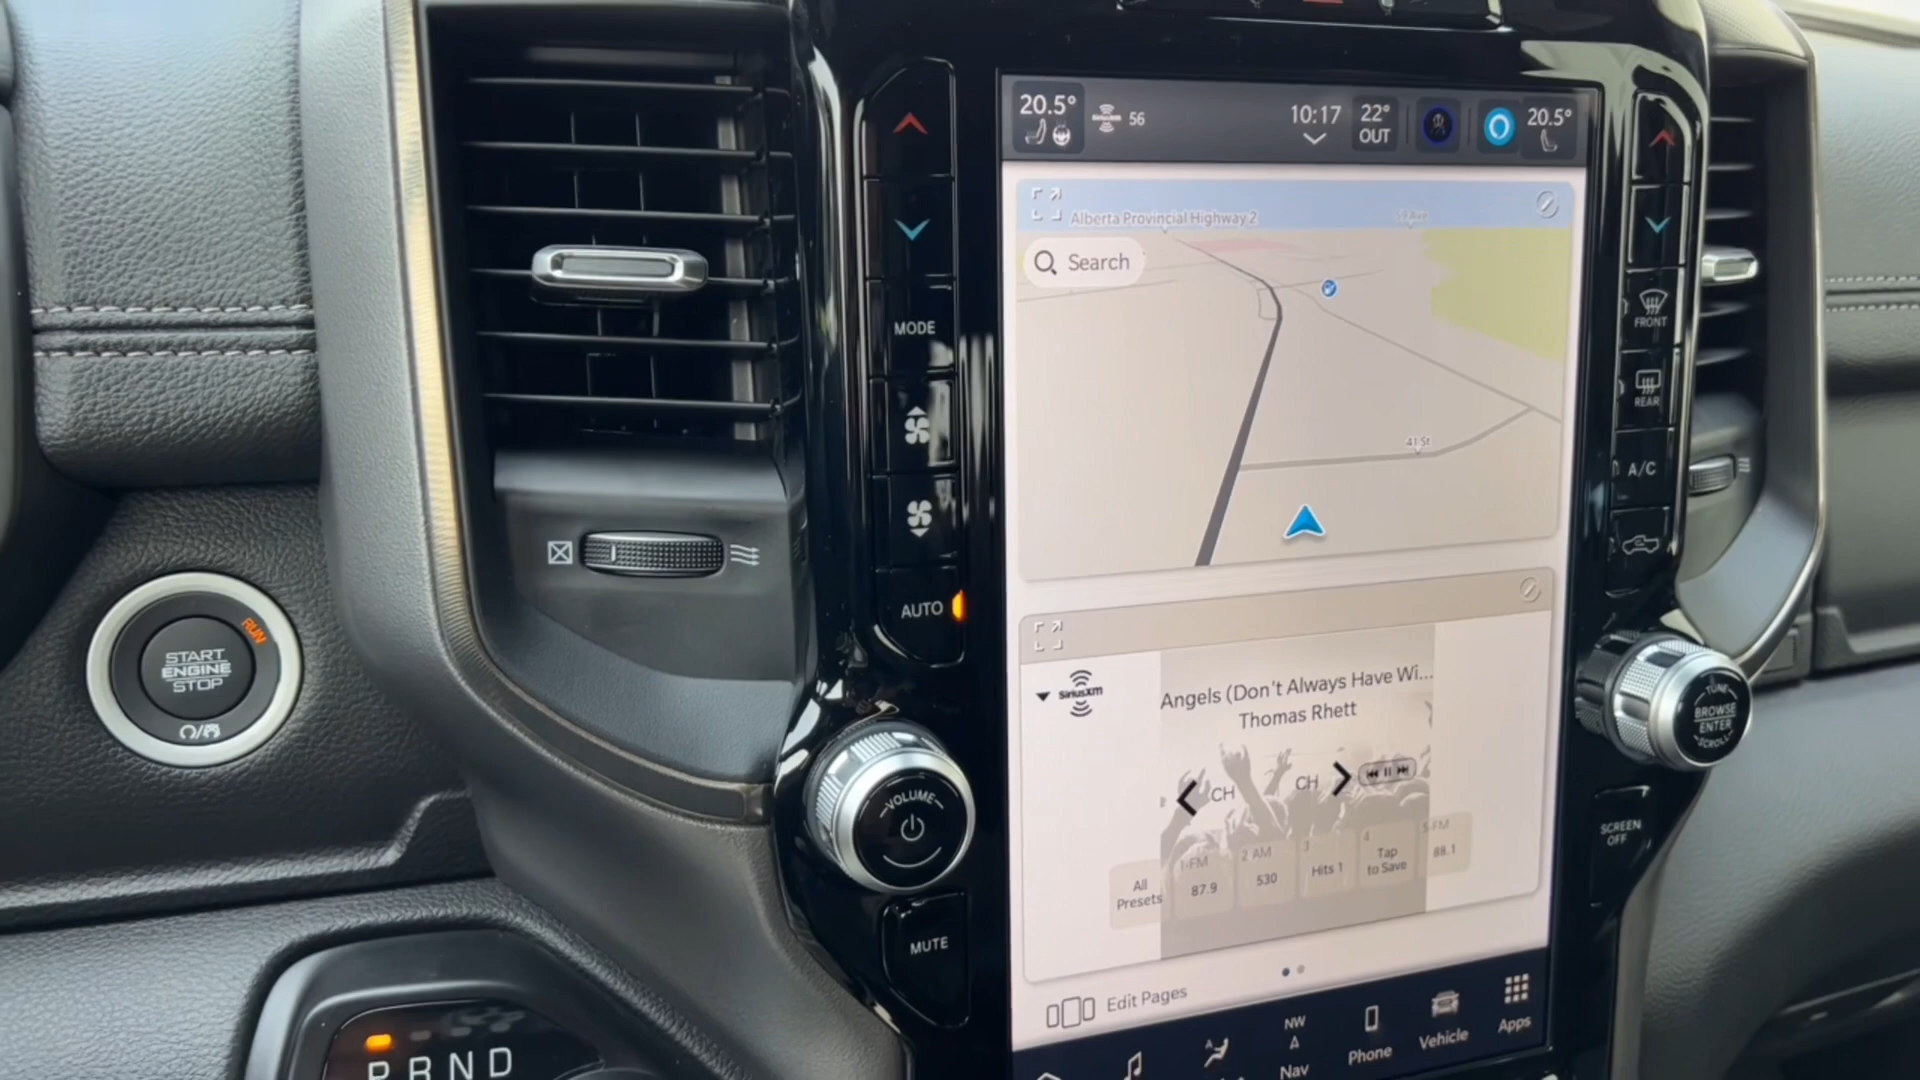 20.5°
SiriusXM
56
10:17
22°
OUT
20.5°
Alberta Provincial Highway 2
Search
41 St
MODE
AUTO
FRONT
REAR
A/C
START
ENGINE
STOP
RUN
SiriusXM
Angels (Don't Always Have Wi...
Thomas Rhett
CH
CH
All
Presets
1-FM
87.9
2 AM
530
3
Hits 1
4
Tap
to Save
5-FM
88.1
VOLUME
MUTE
TUNE
BROWSE
ENTER
SCROLL
SCREEN
OFF
Edit Pages
NW
Nav
Phone
Vehicle
Apps
P R N D